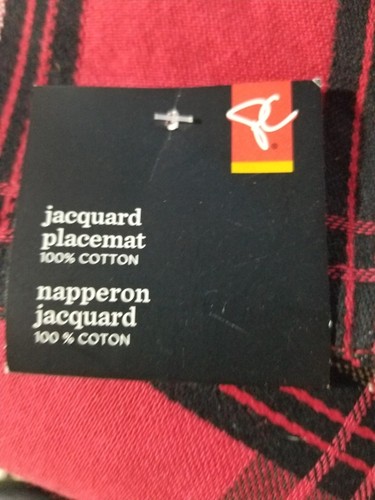 jacquard
placemat
100% COTTON
napperon
jacquard
100 % COTON